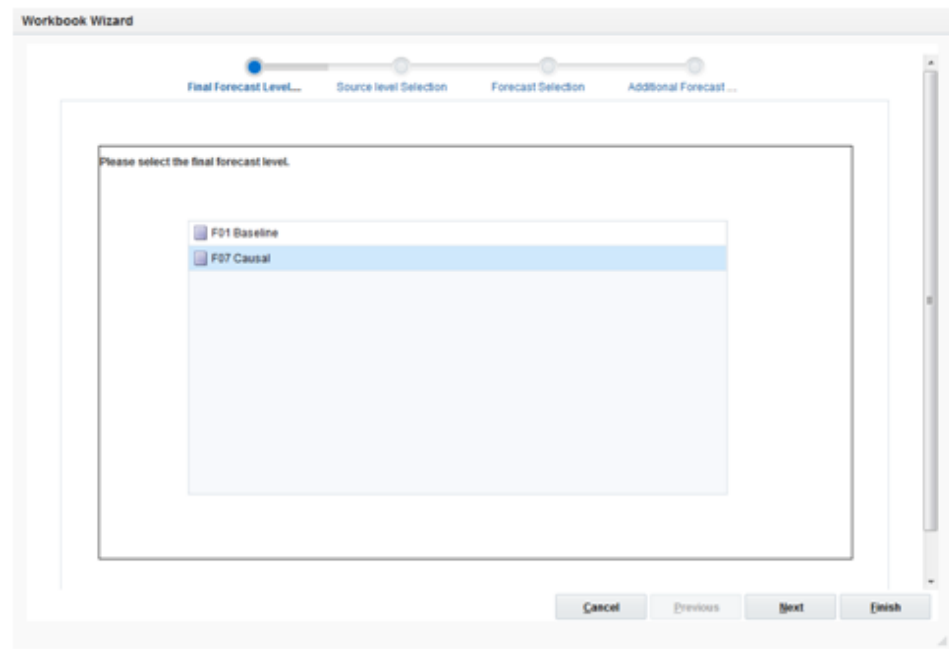 Workbook Wizard
Final Forecast Level... Source level Selection Forecast Selection Additional Forecast ...
Please select the final forecast level.
F01 Baseline
F07 Causal
Cancel Previous Next Finish